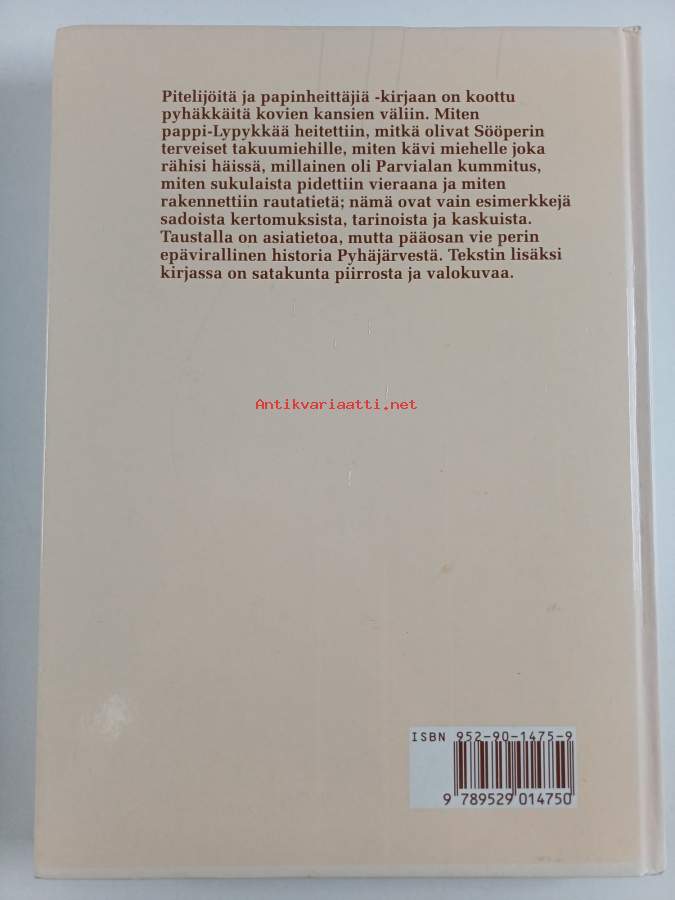 Pitelijöitä ja papinheittäjiä -kirjaan on koottu
pyhäkkäitä kovien kansien väliin. Miten
pappi-Lypykkää heitettiin, mitkä olivat Sööperin
terveiset takuumiehille, miten kävi miehelle joka
rähisi häissä, millainen oli Parvialan kummitus,
miten sukulaista pidettiin vieraana ja miten
rakennettiin rautatietä; nämä ovat vain esimerkkejä
sadoista kertomuksista, tarinoista ja kaskuista.
Taustalla on asiatietoa, mutta pääosan vie perin
epävirallinen historia Pyhäjärvestä. Tekstin lisäksi
kirjassa on satakunta piirrosta ja valokuvaa.
Antikvariaatti.net
ISBN 952-90-1475-9
9 789529 014750